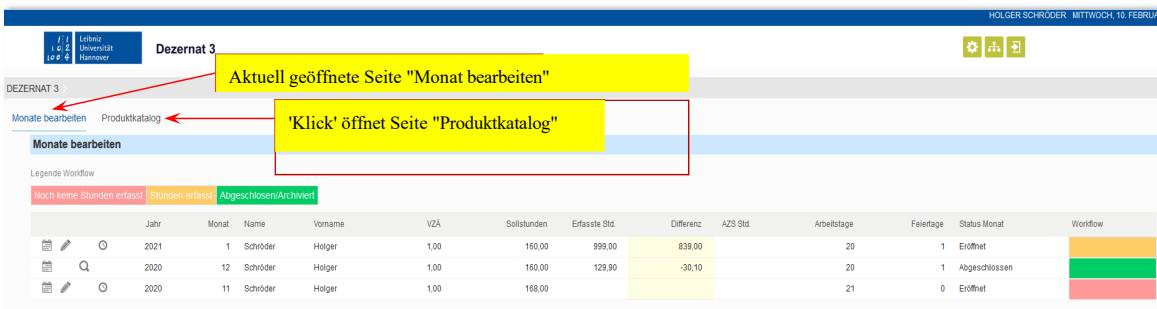 HOLGER SCHRÖDER MITTWOCH, 10. FEBRUA
Leibniz
Universität
Hannover
Dezernat 3
Aktuell geöffnete Seite "Monat bearbeiten"
DEZERNAT 3
Monate bearbeiten Produktkatalog
'Klick' öffnet Seite "Produktkatalog"
Monate bearbeiten
Legende Workflow
Noch keine Stunden erfasst Stunden erfasst Abgeschlosen/Archiviert
Jahr Monat Name Vorname VZÄ Sollstunden Erfasste Std. Differenz AZS Std. Arbeitstage Feiertage Status Monat Workflow
2021 1 Schröder Holger 1,00 160,00 999,00 839,00 20 1 Eröffnet
2020 12 Schröder Holger 1,00 160,00 129,90 -30,10 20 1 Abgeschlossen
2020 11 Schröder Holger 1,00 168,00 21 0 Eröffnet